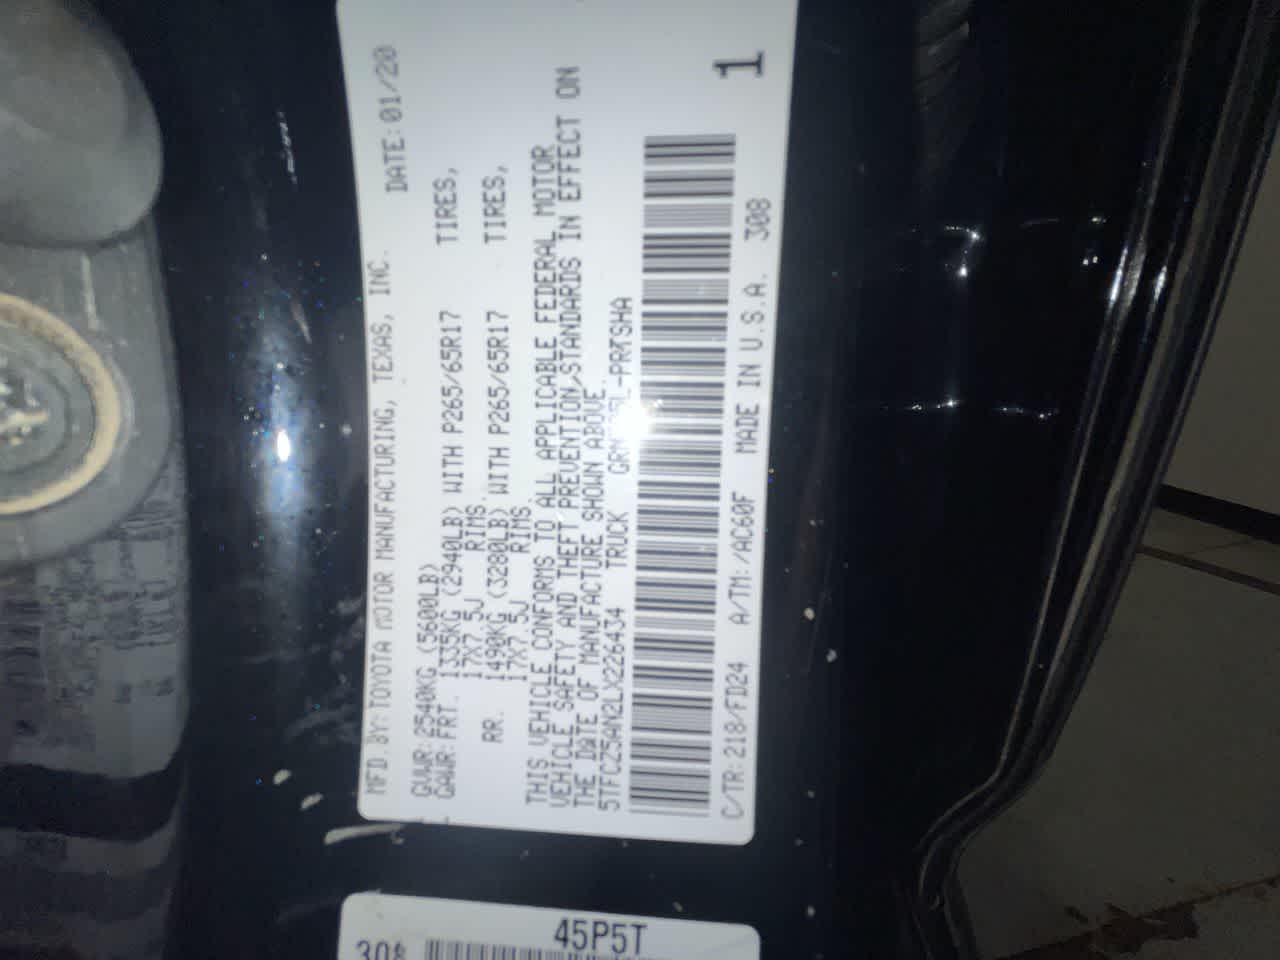 MFD. BY: TOYOTA MOTOR MANUFACTURING, TEXAS, INC. DATE: 01/20
GVWR: 2540KG (5600LB)
GAWR: FRT. 1335KG (2940LB) WITH P265/65R17 TIRES,
17X7.5J RIMS.
RR. 1490KG (3280LB) WITH P265/65R17 TIRES,
17X7.5J RIMS.
THIS VEHICLE CONFORMS TO ALL APPLICABLE FEDERAL MOTOR
VEHICLE SAFETY AND THEFT PREVENTION STANDARDS IN EFFECT ON
THE DATE OF MANUFACTURE SHOWN ABOVE.
5TFCZ5AN2LX226434 TRUCK
C/TR: 218/FD24 A/TM: /AC60F MADE IN U.S.A. 308
1
45P5T
308